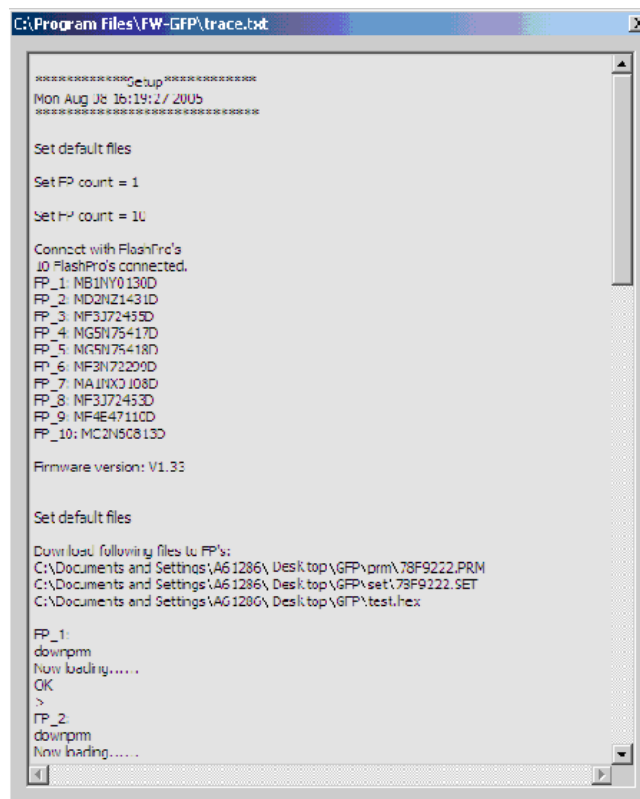 C:\Program Files\FW-GFP\trace.txt
************Setup************
Mon Aug 08 16:19:27 2005
*****************************
Set default files
Set FP count = 1
Set FP count = 10
Connect with FlashPro's
10 FlashPro's connected.
FP_1: MB1NY0130D
FP_2: MD2NZ1431D
FP_3: MF3J72455D
FP_4: MG5N76417D
FP_5: MG5N76418D
FP_6: MF3N72299D
FP_7: MA1NX0108D
FP_8: MF3J72453D
FP_9: MF4E47110D
FP_10: MC2N50813D
Firmware version: V1.33
Set default files
Download following files to FP's:
C:\Documents and Settings\A61286\ Desktop\GFP\prm\78F9222.PRM
C:\Documents and Settings\A61286\ Desktop\GFP\set\78F9222.SET
C:\Documents and Settings\A61286\ Desktop\GFP\test.hex
FP_1:
downprm
Now loading......
OK
>
FP_2:
downprm
Now loading......